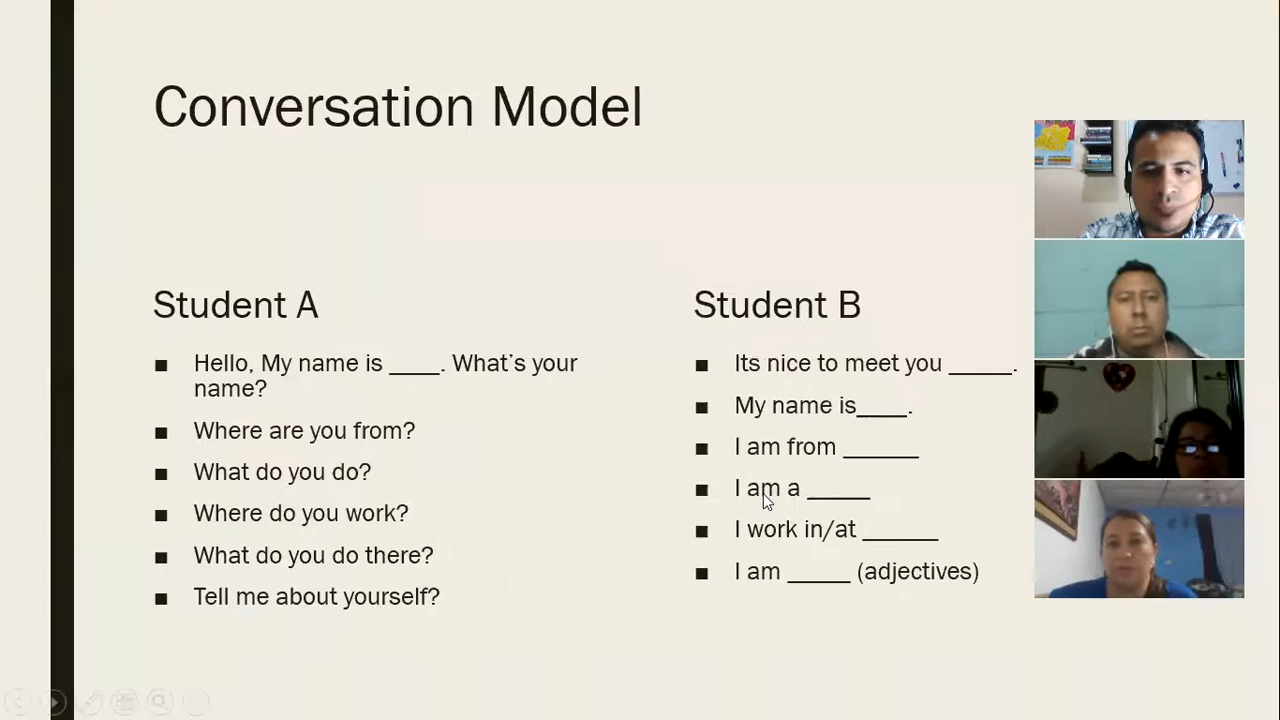 Conversation Model
Student A
Hello, My name is ____. What's your
name?
Where are you from?
What do you do?
Where do you work?
What do you do there?
Tell me about yourself?
Student B
Its nice to meet you _____.
My name is____.
I am from ______
I am a _____
I work in/at ______
I am _____ (adjectives)